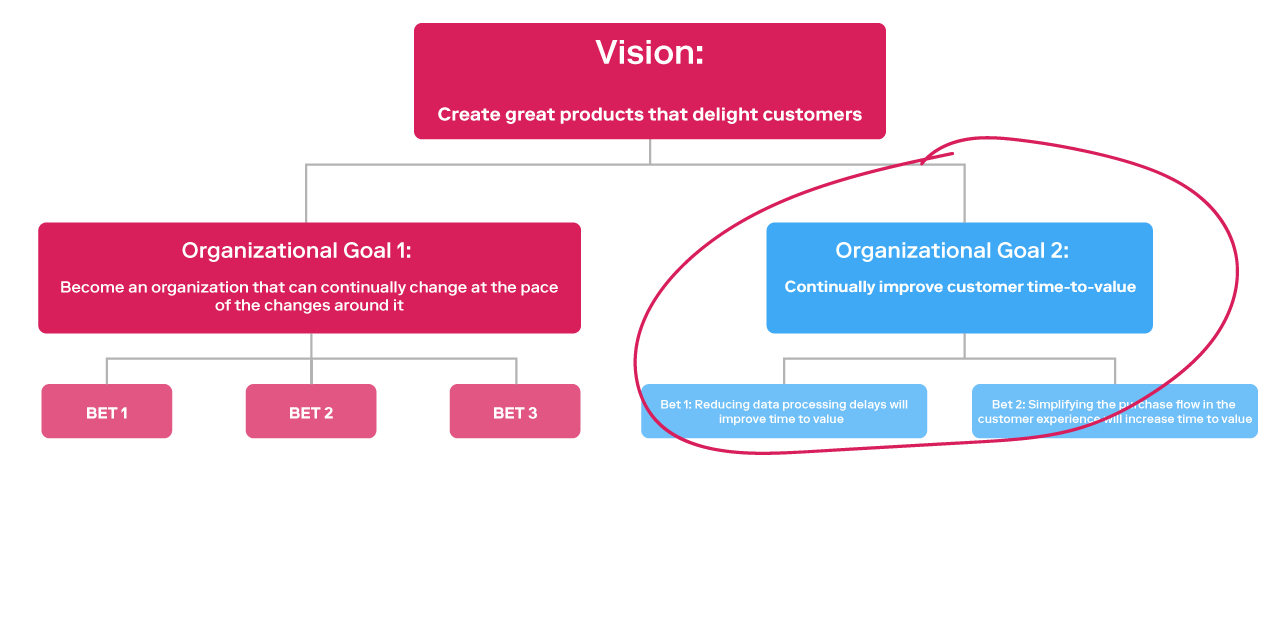 Vision:
Create great products that delight customers
Organizational Goal 1:
Become an organization that can continually change at the pace
of the changes around it
Organizational Goal 2:
Continually improve customer time-to-value
BET 1
BET 2
BET 3
Bet 1: Reducing data processing delays will
improve time to value
Bet 2: Simplifying the purchase flow in the
customer experience will increase time to value